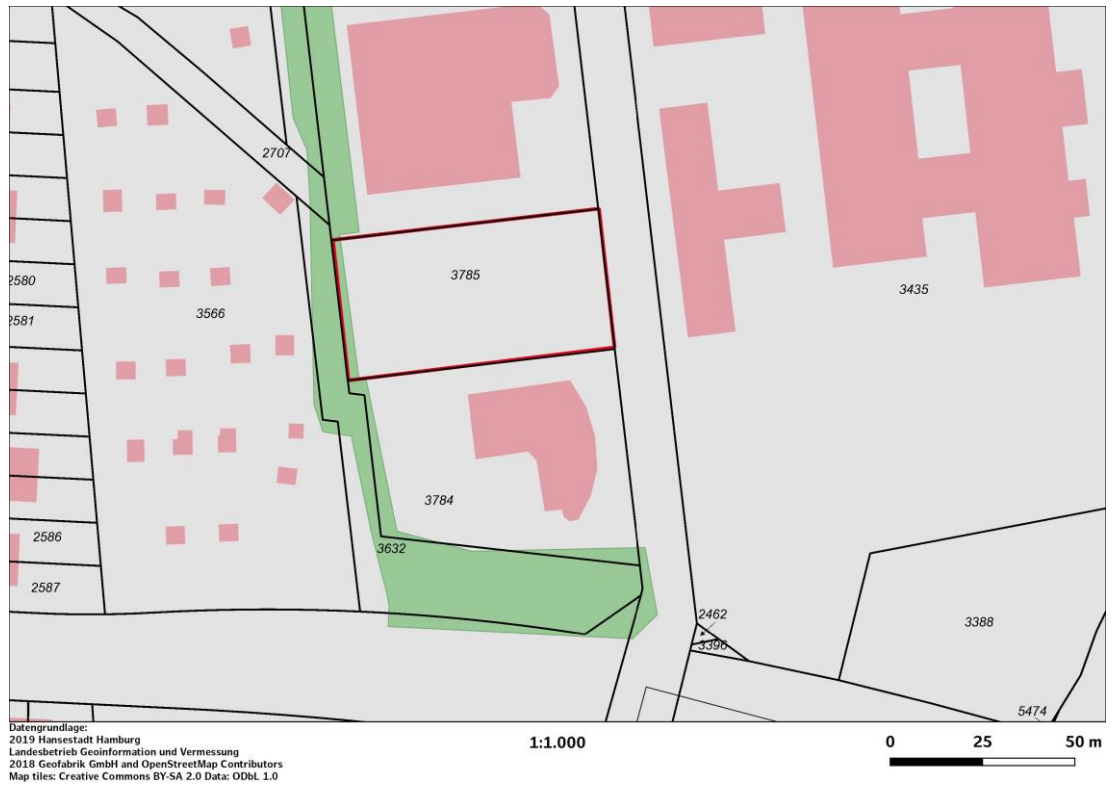 2707
3785
2580
3566
3435
2581
3784
2586
3632
2587
2462
3396
3388
5474
Datengrundlage:
2019 Hansestadt Hamburg
Landesbetrieb Geoinformation und Vermessung
2018 Geofabrik GmbH and OpenStreetMap Contributors
Map tiles: Creative Commons BY-SA 2.0 Data: ODbL 1.0
1:1.000
0 25 50 m